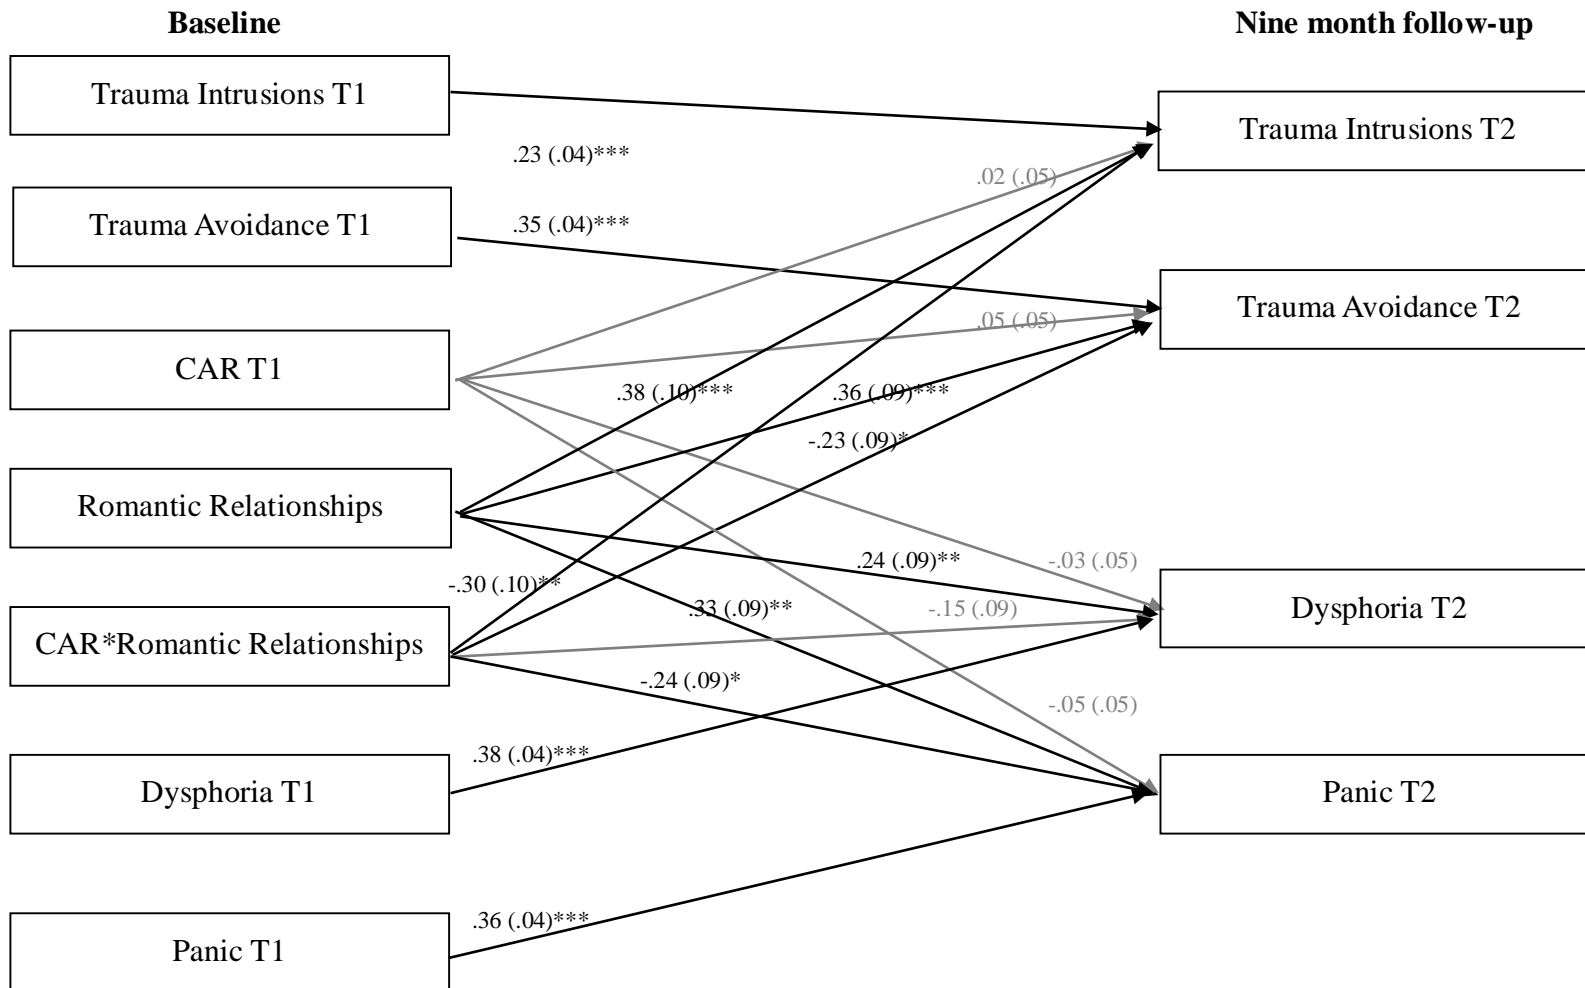 Baseline
Nine month follow-up
Trauma Intrusions T1
Trauma Intrusions T2
.23 (.04)***
.02 (.05)
Trauma Avoidance T1
.35 (.04)***
Trauma Avoidance T2
.05 (.05)
CAR T1
.38 (.10)***
.36 (.09)***
-.23 (.09)*
Romantic Relationships
.24 (.09)**
-.03 (.05)
-.30 (.10)**
.33 (.09)**
-.15 (.09)
Dysphoria T2
CAR*Romantic Relationships
-.24 (.09)*
-.05 (.05)
.38 (.04)***
Dysphoria T1
Panic T2
.36 (.04)***
Panic T1